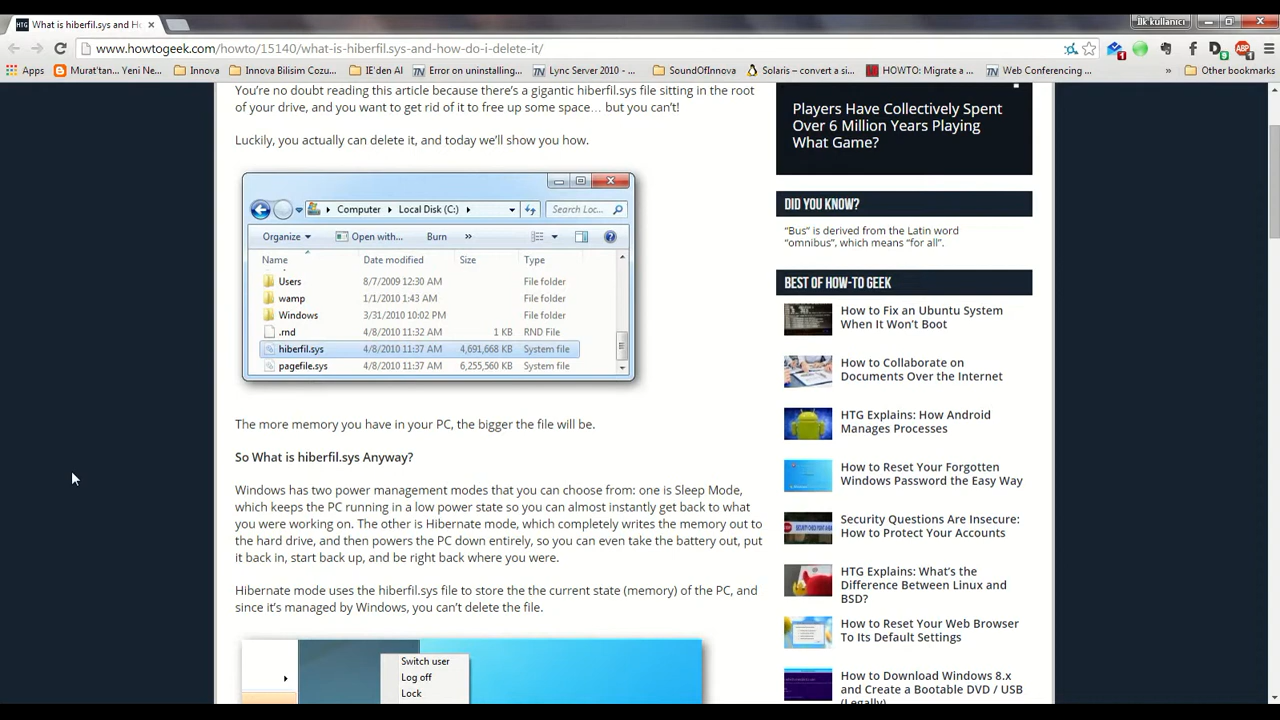 HTG What is hiberfil.sys and H
İlk kullanıcı
www.howtogeek.com/howto/15140/what-is-hiberfil.sys-and-how-do-i-delete-it/
1
9
1
Apps Murat'tan.. Yeni Ne... Innova Innova Bilisim Cozu... IE'den Al Error on uninstalling... Lync Server 2010 - ... SoundOfInnova Solaris – convert a si... HOWTO: Migrate a ... Web Conferencing ... » Other bookmarks
You're no doubt reading this article because there's a gigantic hiberfil.sys file sitting in the root
of your drive, and you want to get rid of it to free up some space… but you can't!
Luckily, you actually can delete it, and today we'll show you how.
Computer Local Disk (C:) Search Loc...
Organize Open with... Burn »
Name Date modified Size Type
Users 8/7/2009 12:30 AM File folder
wamp 1/1/2010 1:43 AM File folder
Windows 3/31/2010 10:02 PM File folder
.rnd 4/8/2010 11:32 AM 1 KB RND File
hiberfil.sys 4/8/2010 11:37 AM 4,691,668 KB System file
pagefile.sys 4/8/2010 11:37 AM 6,255,560 KB System file
The more memory you have in your PC, the bigger the file will be.
So What is hiberfil.sys Anyway?
Windows has two power management modes that you can choose from: one is Sleep Mode,
which keeps the PC running in a low power state so you can almost instantly get back to what
you were working on. The other is Hibernate mode, which completely writes the memory out to
the hard drive, and then powers the PC down entirely, so you can even take the battery out, put
it back in, start back up, and be right back where you were.
Hibernate mode uses the hiberfil.sys file to store the the current state (memory) of the PC, and
since it's managed by Windows, you can't delete the file.
Switch user
Log off
Lock
Players Have Collectively Spent
Over 6 Million Years Playing
What Game?
DID YOU KNOW?
“Bus” is derived from the Latin word
“omnibus”, which means “for all”.
BEST OF HOW-TO GEEK
How to Fix an Ubuntu System
When It Won't Boot
How to Collaborate on
Documents Over the Internet
HTG Explains: How Android
Manages Processes
How to Reset Your Forgotten
Windows Password the Easy Way
Security Questions Are Insecure:
How to Protect Your Accounts
HTG Explains: What's the
Difference Between Linux and
BSD?
How to Reset Your Web Browser
To Its Default Settings
How to Download Windows 8.x
and Create a Bootable DVD / USB
(Legally)